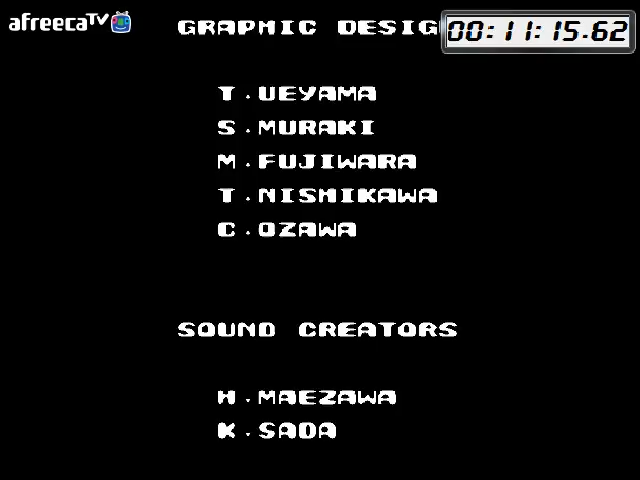 afreecaTV
GRAPHIC DESIG
00:11:15.62
T.UEYAMA
S.MURAKI
M.FUJIWARA
T.NISHIKAWA
C.OZAWA
SOUND CREATORS
H.MAEZAWA
K.SADA